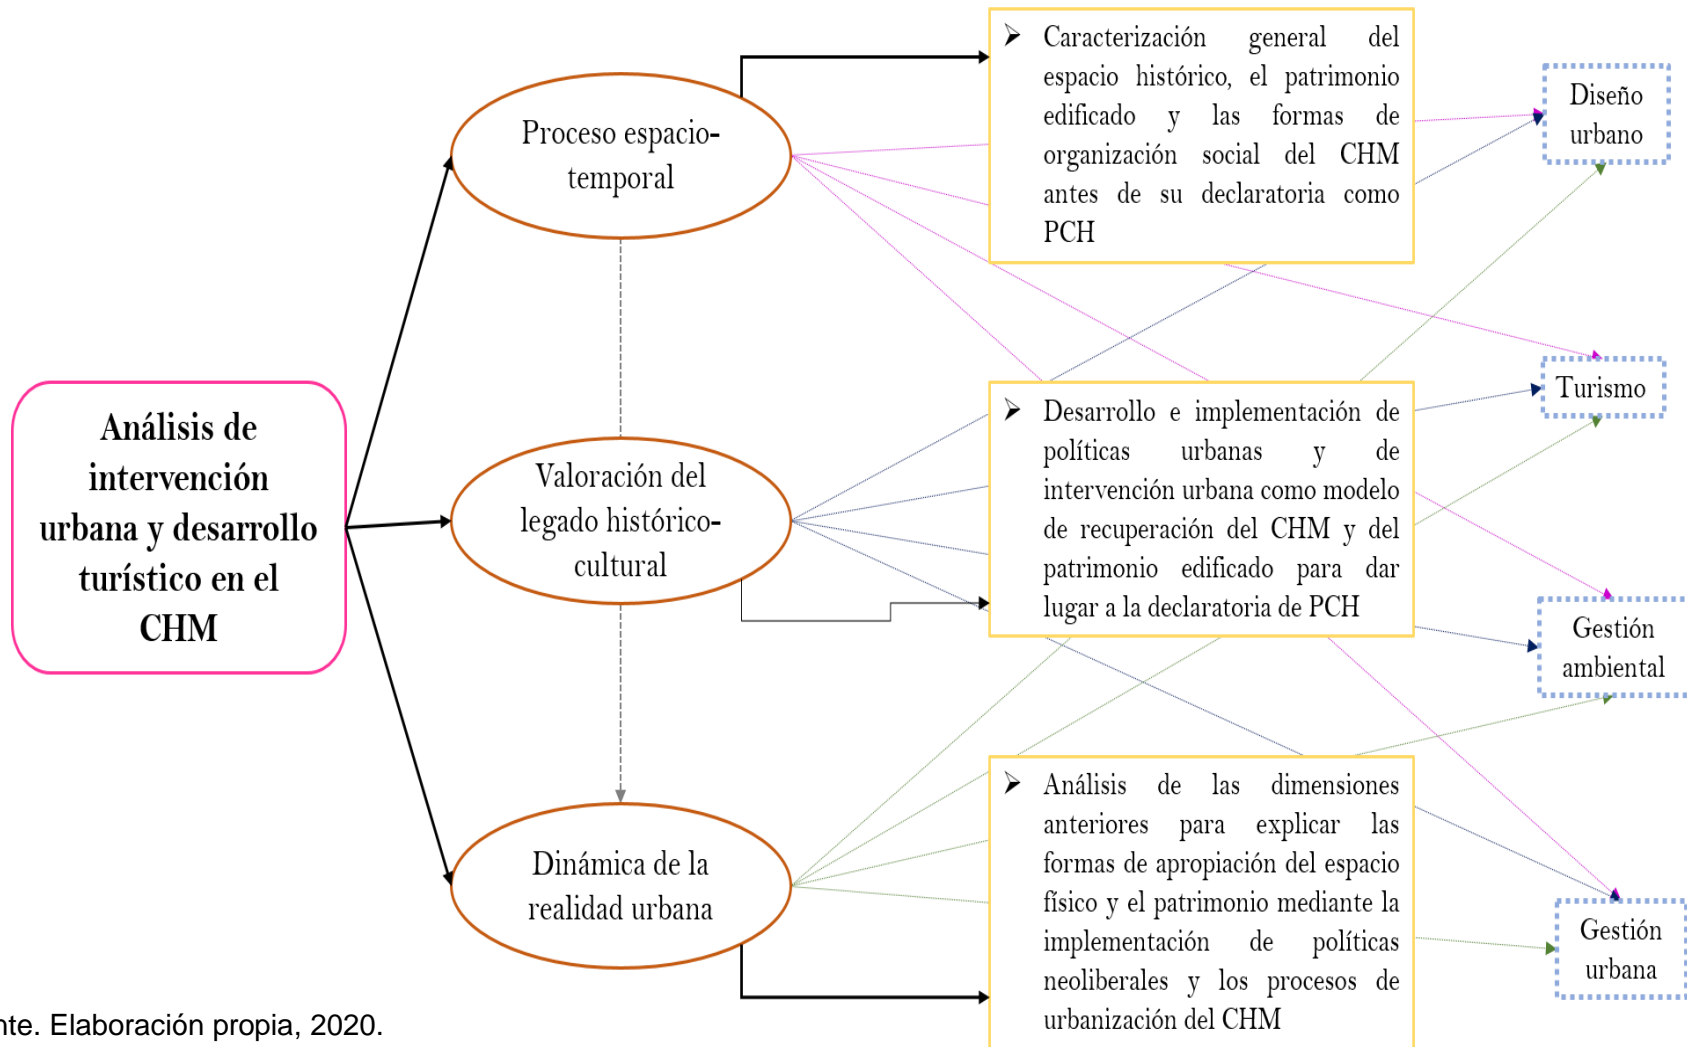 Análisis de
intervención
urbana y desarrollo
turístico en el
CHM
Proceso espacio-
temporal
Valoración del
legado histórico-
cultural
Dinámica de la
realidad urbana
➢ Caracterización general del
espacio histórico, el patrimonio
edificado y las formas de
organización social del CHM
antes de su declaratoria como
PCH
➢ Desarrollo e implementación de
políticas urbanas y de
intervención urbana como modelo
de recuperación del CHM y del
patrimonio edificado para dar
lugar a la declaratoria de PCH
➢ Análisis de las dimensiones
anteriores para explicar las
formas de apropiación del espacio
físico y el patrimonio mediante la
implementación de políticas
neoliberales y los procesos de
urbanización del CHM
Diseño
urbano
Turismo
Gestión
ambiental
Gestión
urbana
nte. Elaboración propia, 2020.